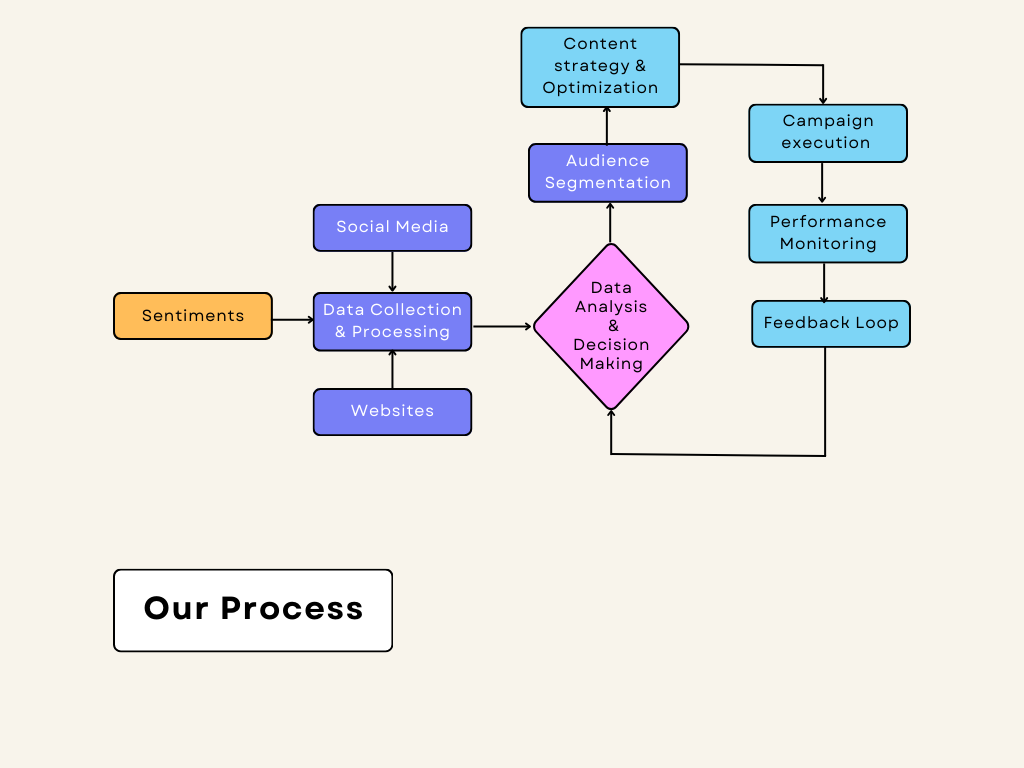 Content
strategy &
Optimization
Campaign
execution
Audience
Segmentation
Social Media
Performance
Monitoring
Sentiments
Data Collection
& Processing
Data
Analysis
&
Decision
Making
Feedback Loop
Websites
Our Process